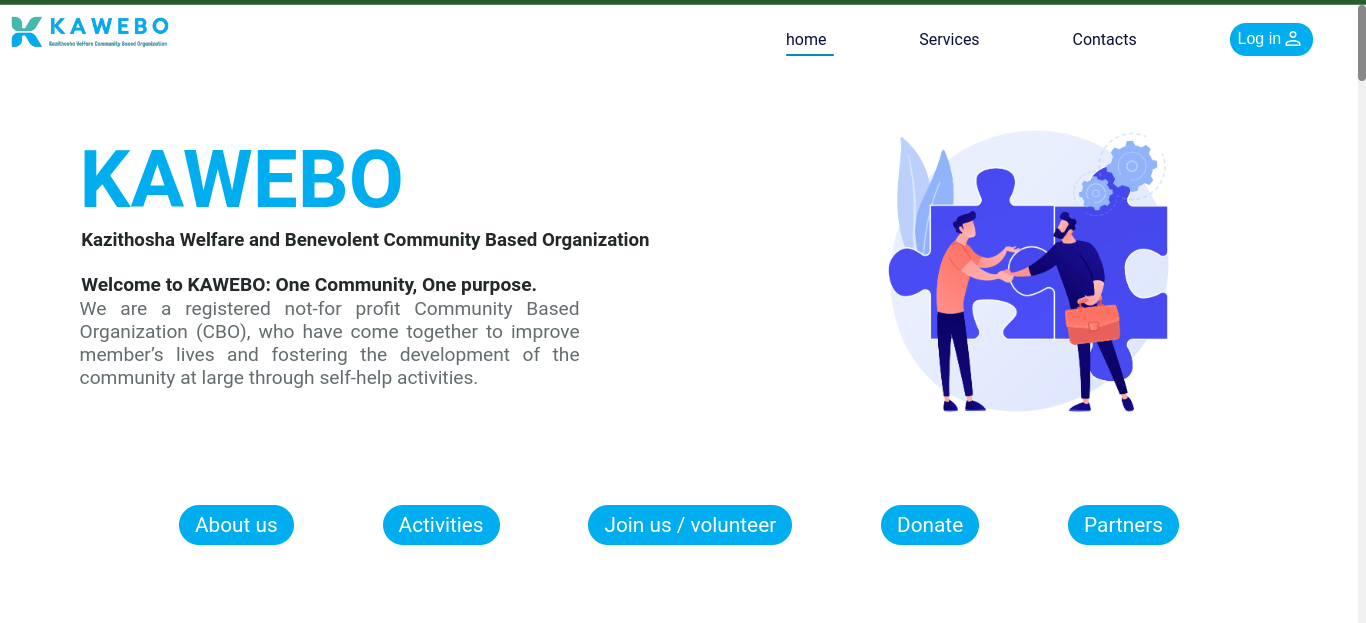 KAWEBO
Kazithosha Welfare Community Based Organization
home
Services
Contacts
Log in
KAWEBO
Kazithosha Welfare and Benevolent Community Based Organization
Welcome to KAWEBO: One Community, One purpose.
We are a registered not-for profit Community Based
Organization (CBO), who have come together to improve
member’s lives and fostering the development of the
community at large through self-help activities.
About us
Activities
Join us / volunteer
Donate
Partners